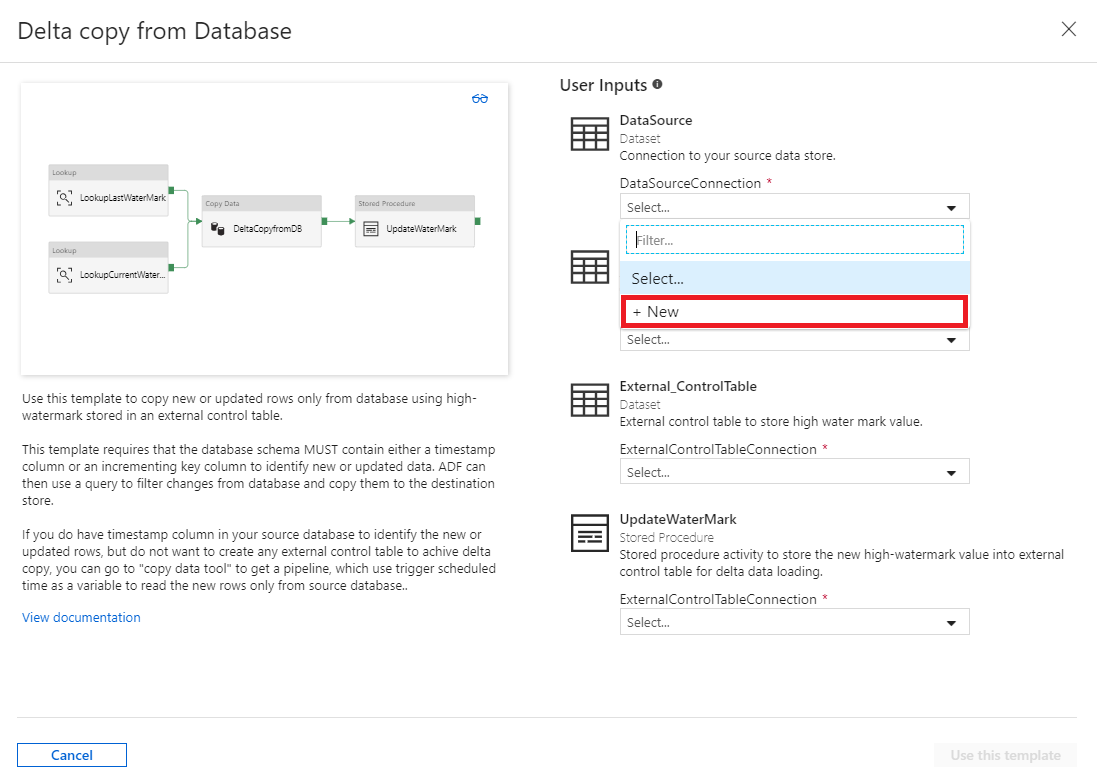 Delta copy from Database
Lookup
LookupLastWaterMark
Lookup
LookupCurrentWater...
Copy Data
DeltaCopyfromDB
Stored Procedure
UpdateWaterMark
Use this template to copy new or updated rows only from database using high-
watermark stored in an external control table.
This template requires that the database schema MUST contain either a timestamp
column or an incrementing key column to identify new or updated data. ADF can
then use a query to filter changes from database and copy them to the destination
store.
If you do have timestamp column in your source database to identify the new or
updated rows, but do not want to create any external control table to achive delta
copy, you can go to "copy data tool" to get a pipeline, which use trigger scheduled
time as a variable to read the new rows only from source database..
View documentation
User Inputs
DataSource
Dataset
Connection to your source data store.
DataSourceConnection *
Select...
Filter...
Select...
+ New
Select...
External_ControlTable
Dataset
External control table to store high water mark value.
ExternalControlTableConnection *
Select...
UpdateWaterMark
Stored Procedure
Stored procedure activity to store the new high-watermark value into external
control table for delta data loading.
ExternalControlTableConnection *
Select...
Cancel
Use this template